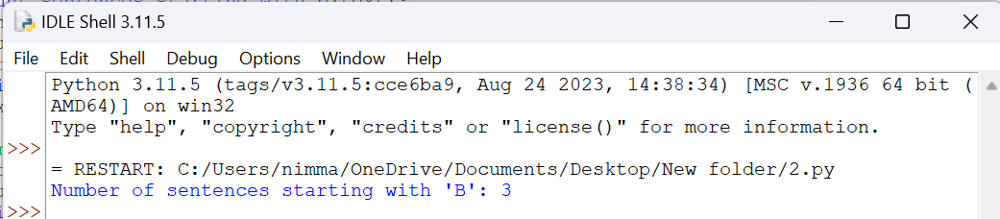 IDLE Shell 3.11.5
File Edit Shell Debug Options Window Help
Python 3.11.5 (tags/v3.11.5:cce6ba9, Aug 24 2023, 14:38:34) [MSC v.1936 64 bit (
AMD64)] on win32
Type "help", "copyright", "credits" or "license()" for more information.
>>>
= RESTART: C:/Users/nimma/OneDrive/Documents/Desktop/New folder/2.py
Number of sentences starting with 'B': 3
>>>